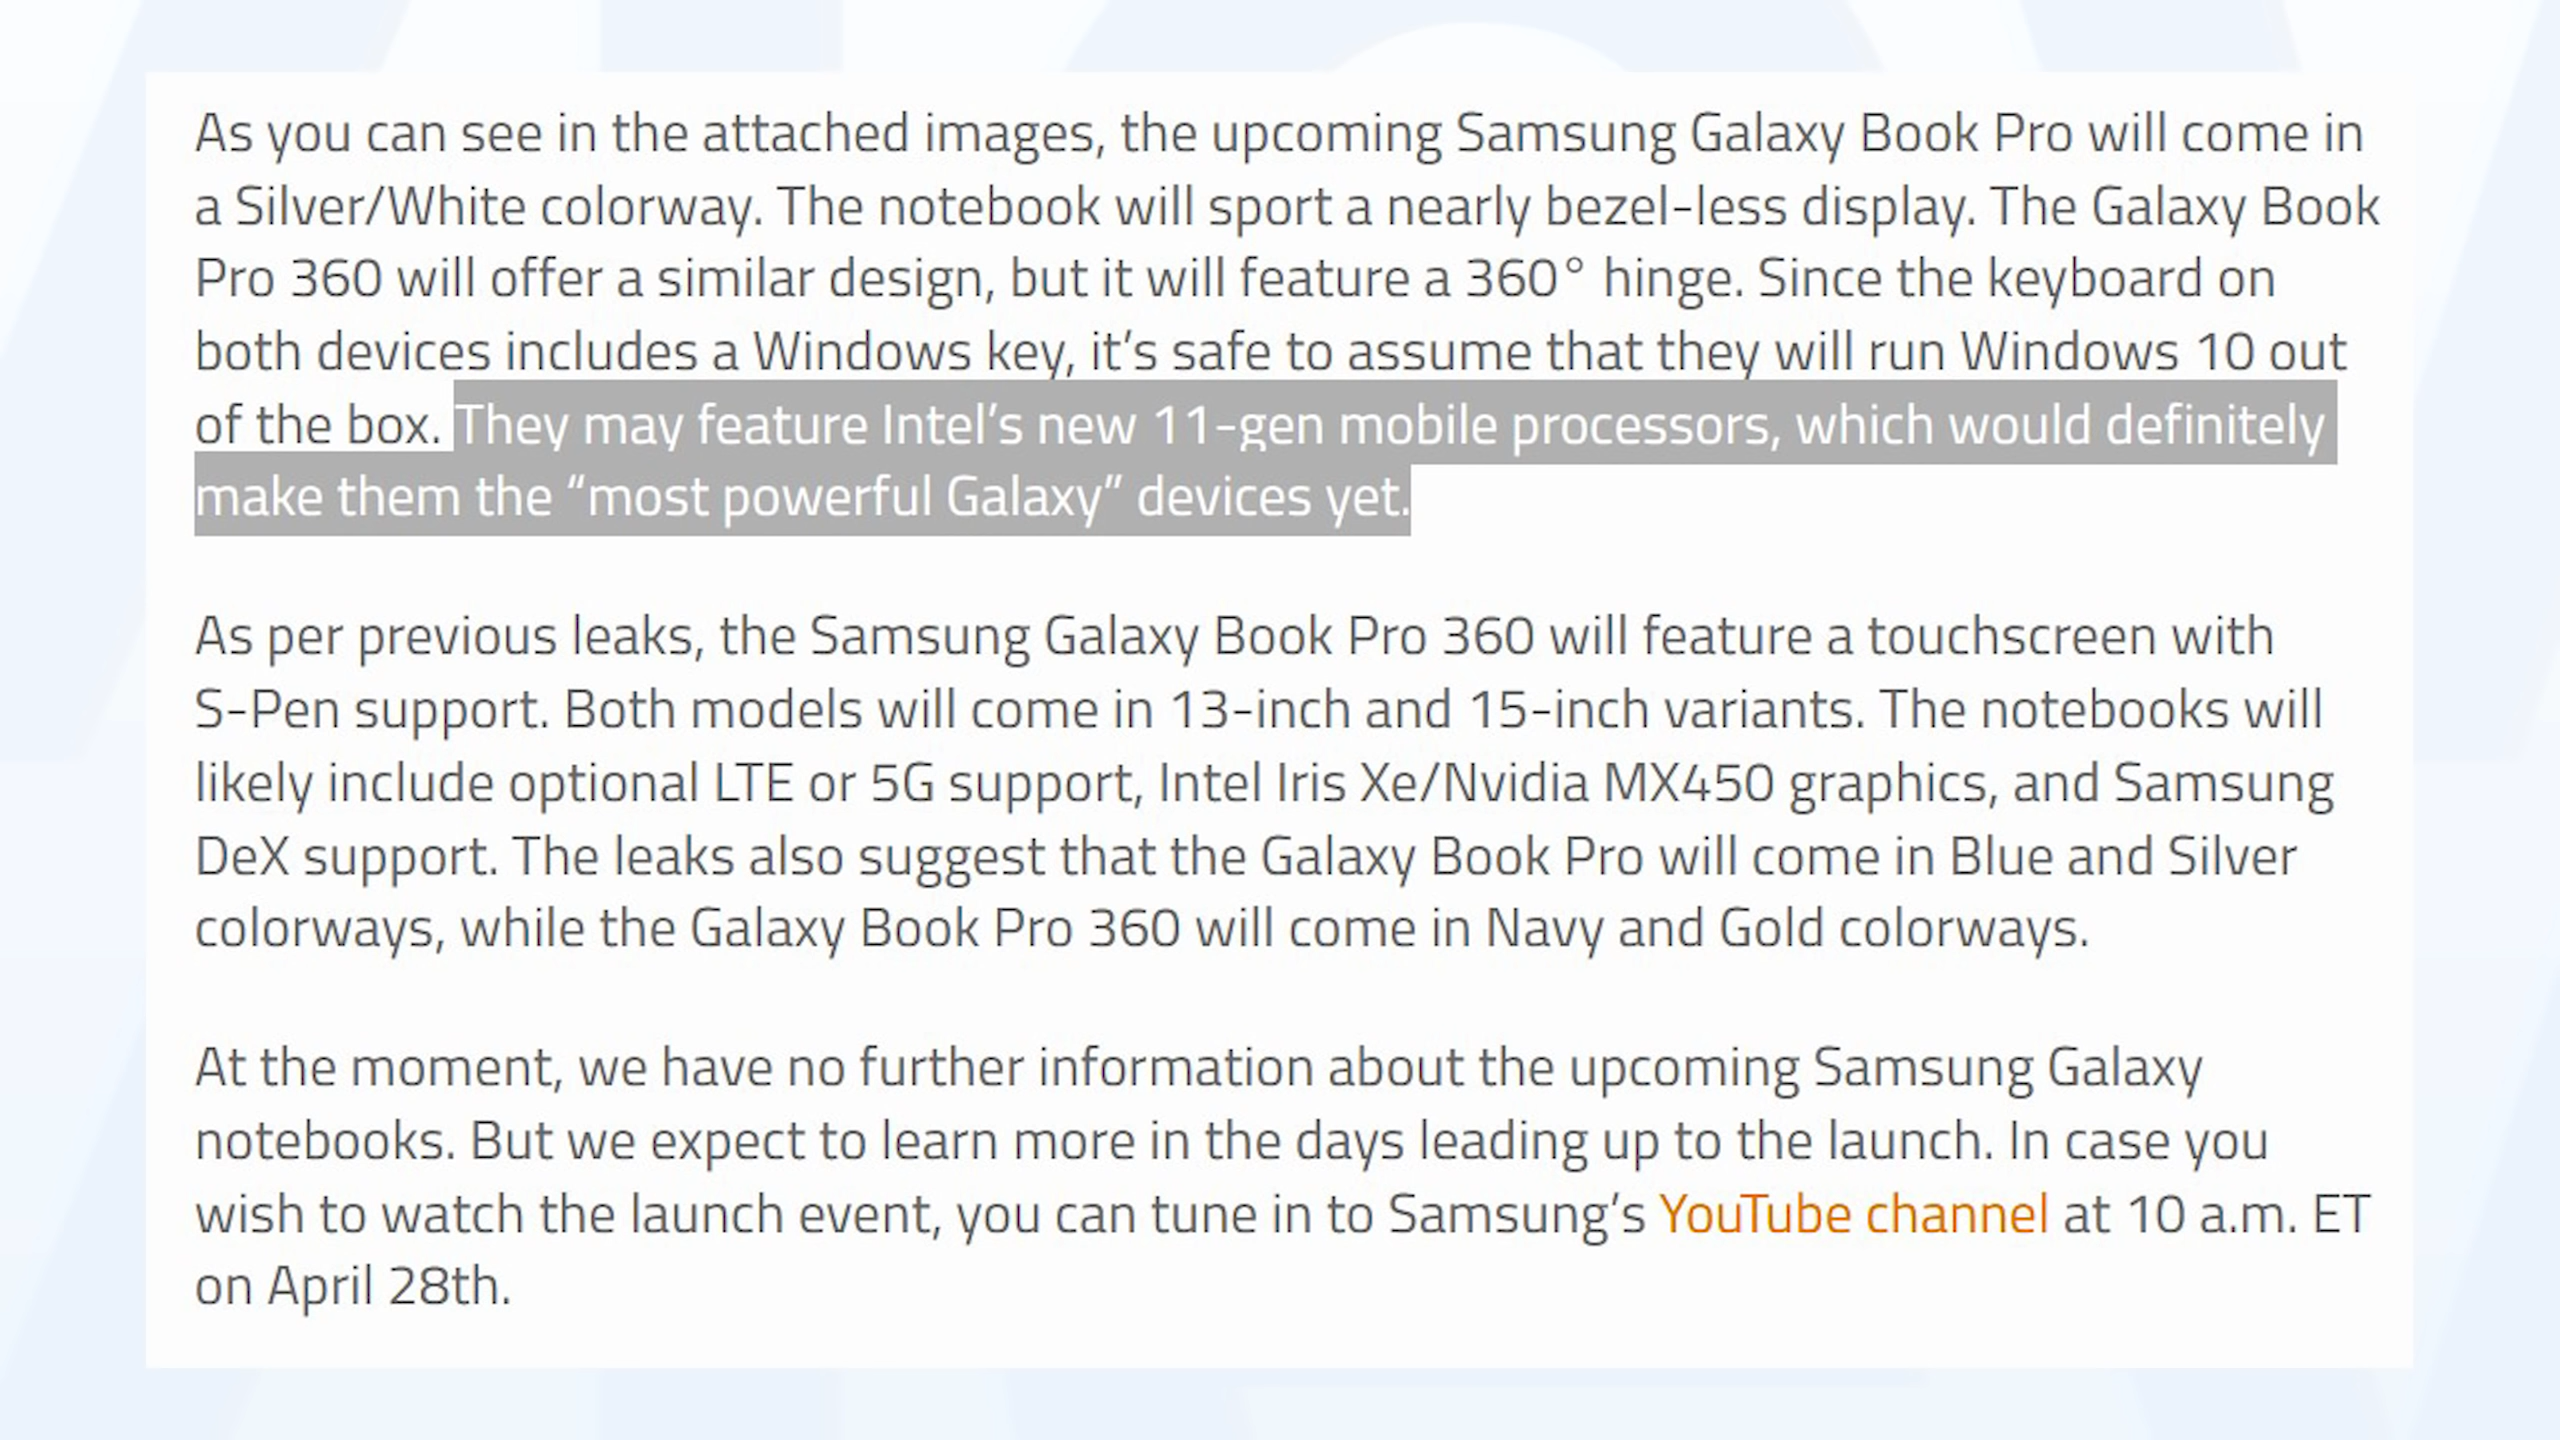 As you can see in the attached images, the upcoming Samsung Galaxy Book Pro will come in
a Silver/White colorway. The notebook will sport a nearly bezel-less display. The Galaxy Book
Pro 360 will offer a similar design, but it will feature a 360° hinge. Since the keyboard on
both devices includes a Windows key, it’s safe to assume that they will run Windows 10 out
of the box. They may feature Intel’s new 11-gen mobile processors, which would definitely
make them the “most powerful Galaxy” devices yet.
As per previous leaks, the Samsung Galaxy Book Pro 360 will feature a touchscreen with
S-Pen support. Both models will come in 13-inch and 15-inch variants. The notebooks will
likely include optional LTE or 5G support, Intel Iris Xe/Nvidia MX450 graphics, and Samsung
DeX support. The leaks also suggest that the Galaxy Book Pro will come in Blue and Silver
colorways, while the Galaxy Book Pro 360 will come in Navy and Gold colorways.
At the moment, we have no further information about the upcoming Samsung Galaxy
notebooks. But we expect to learn more in the days leading up to the launch. In case you
wish to watch the launch event, you can tune in to Samsung’s YouTube channel at 10 a.m. ET
on April 28th.